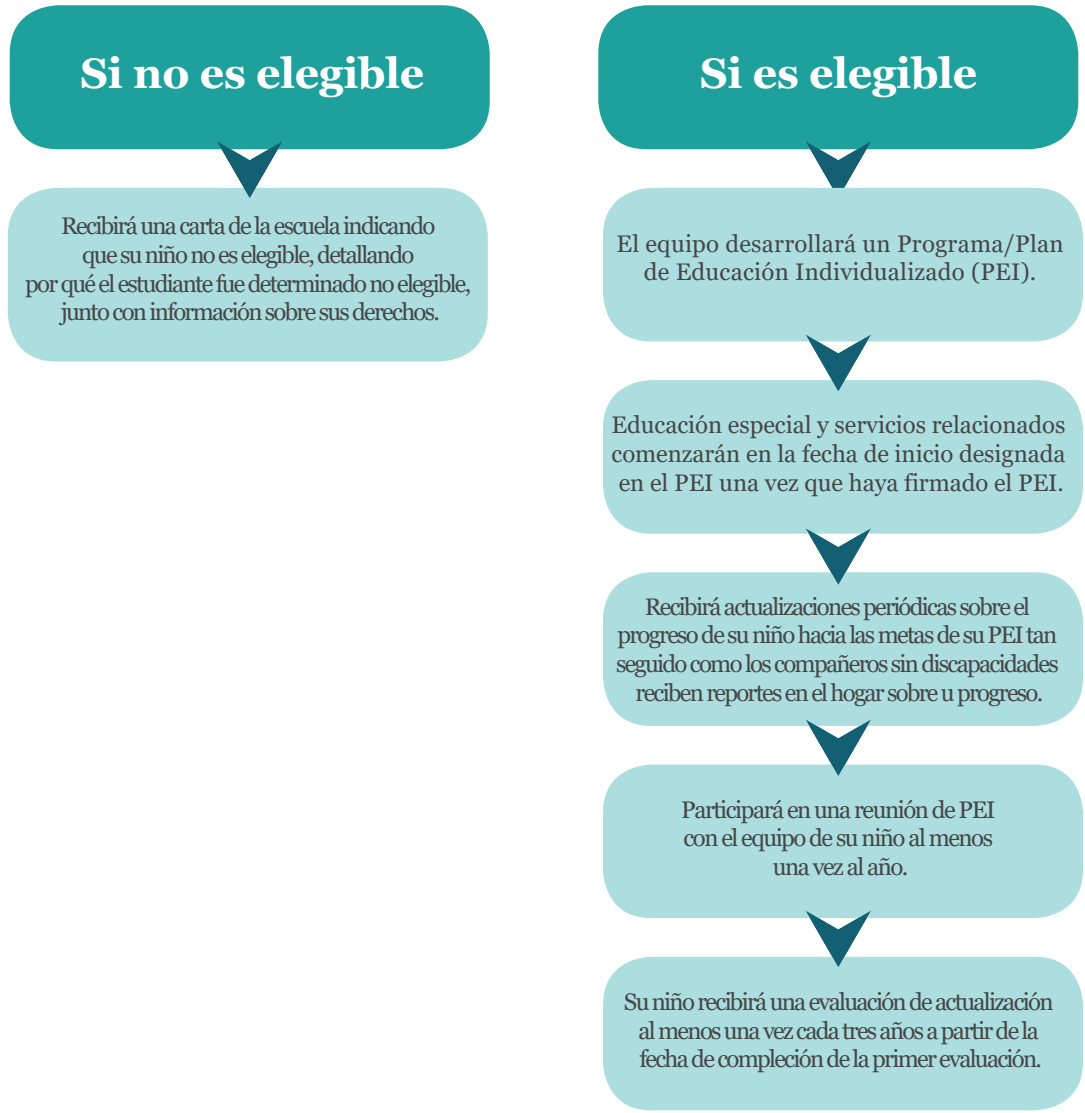 Si no es elegible
Recibirá una carta de la escuela indicando
que su niño no es elegible, detallando
por qué el estudiante fue determinado no elegible,
junto con información sobre sus derechos.
Si es elegible
El equipo desarrollará un Programa/Plan
de Educación Individualizado (PEI).
Educación especial y servicios relacionados
comenzarán en la fecha de inicio designada
en el PEI una vez que haya firmado el PEI.
Recibirá actualizaciones periódicas sobre el
progreso de su niño hacia las metas de su PEI tan
seguido como los compañeros sin discapacidades
reciben reportes en el hogar sobre u progreso.
Participará en una reunión de PEI
con el equipo de su niño al menos
una vez al año.
Su niño recibirá una evaluación de actualización
al menos una vez cada tres años a partir de la
fecha de compleción de la primer evaluación.